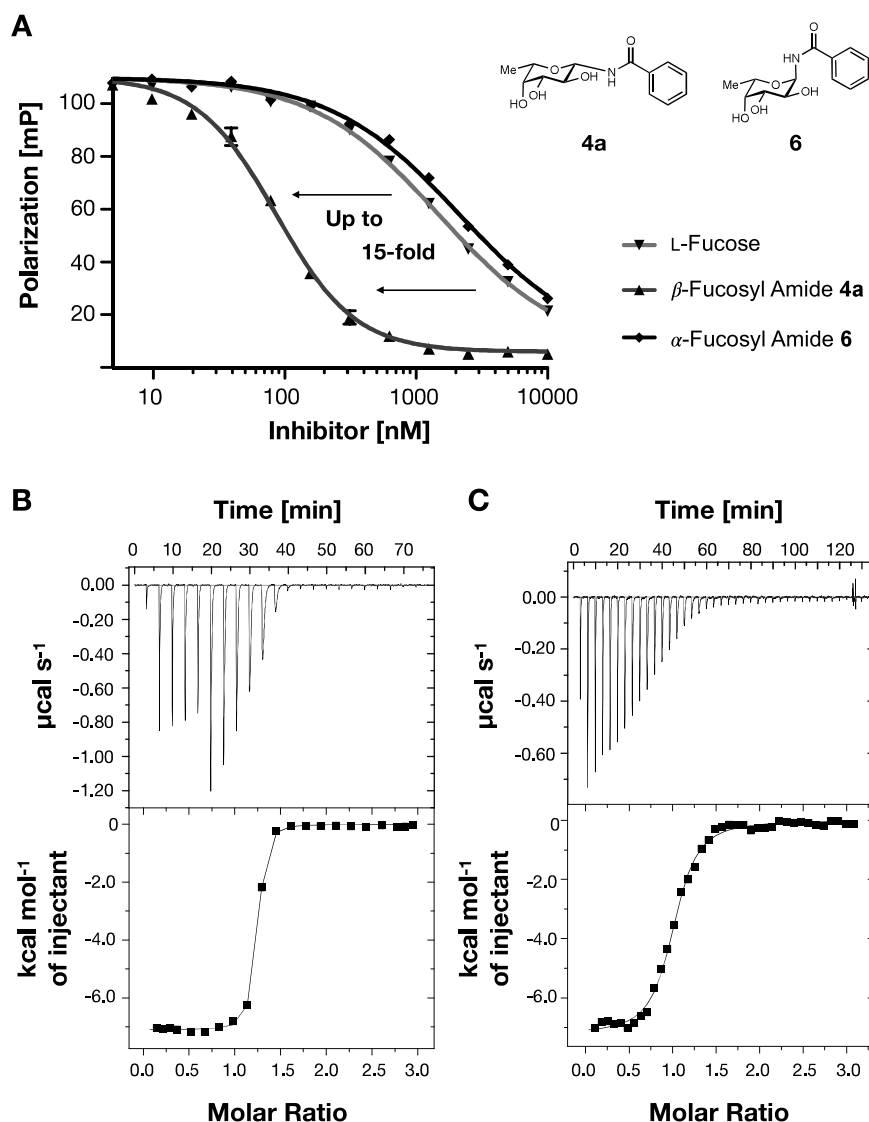 A
Polarization [mP]
100
80
60
40
20
10
100
1000
10000
Inhibitor [nM]
Up to
15-fold
Me
O
O
NH
OH
OH
HO
4a
O
HN
Me
O
OH
OH
HO
6
L-Fucose
β-Fucosyl Amide 4a
α-Fucosyl Amide 6
B
Time [min]
0 10 20 30 40 50 60 70
0.00
-0.20
-0.40
-0.60
-0.80
-1.00
-1.20
µcal s⁻¹
0
-2.0
-4.0
-6.0
kcal mol⁻¹
of injectant
0.0 0.5 1.0 1.5 2.0 2.5 3.0
Molar Ratio
C
Time [min]
0 20 40 60 80 100 120
0.00
-0.20
-0.40
-0.60
µcal s⁻¹
0
-2.0
-4.0
-6.0
kcal mol⁻¹
of injectant
0.0 0.5 1.0 1.5 2.0 2.5 3.0
Molar Ratio